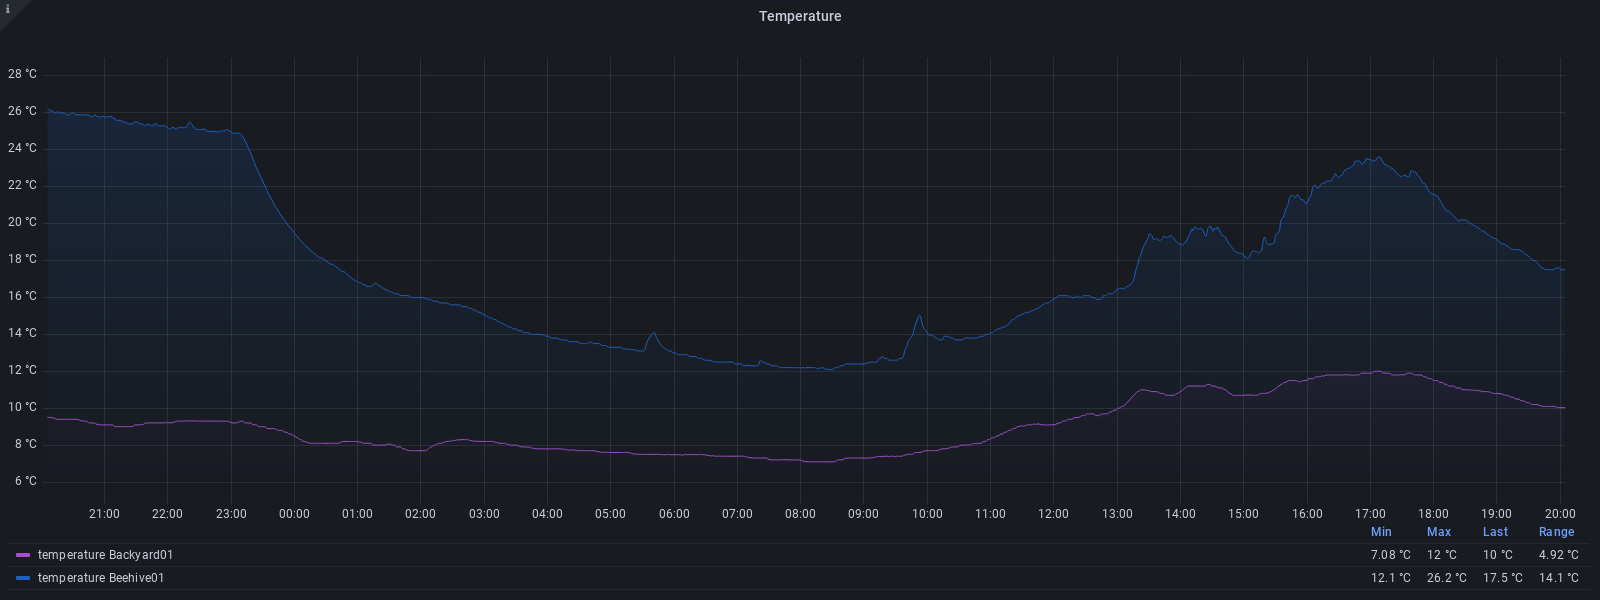 i
Temperature
28 °C
26 °C
24 °C
22 °C
20 °C
18 °C
16 °C
14 °C
12 °C
10 °C
8 °C
6 °C
21:00 22:00 23:00 00:00 01:00 02:00 03:00 04:00 05:00 06:00 07:00 08:00 09:00 10:00 11:00 12:00 13:00 14:00 15:00 16:00 17:00 18:00 19:00 20:00
Min Max Last Range
temperature Backyard01 7.08 °C 12 °C 10 °C 4.92 °C
temperature Beehive01 12.1 °C 26.2 °C 17.5 °C 14.1 °C